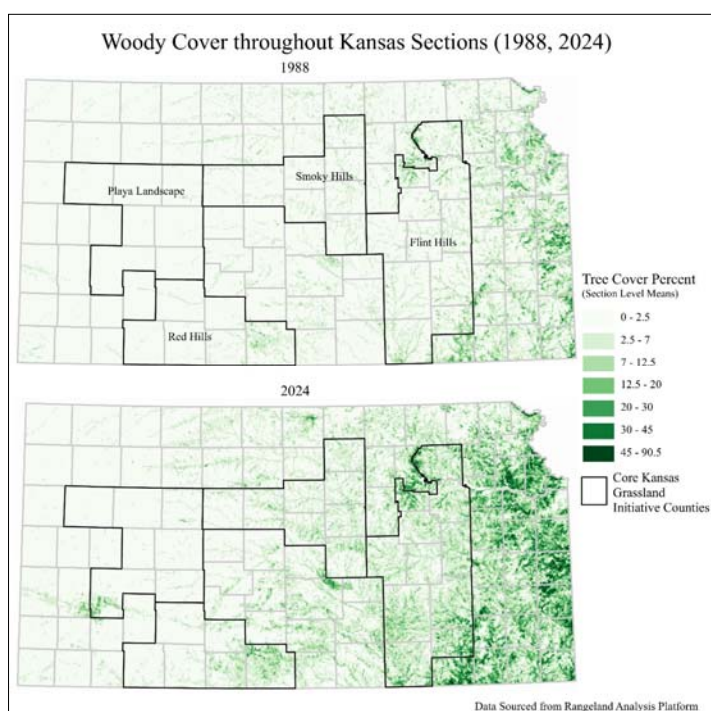 Woody Cover throughout Kansas Sections (1988, 2024)
1988
Playa Landscape
Smoky Hills
Flint Hills
Red Hills
Tree Cover Percent
(Section Level Means)
0 - 2.5
2.5 - 7
7 - 12.5
12.5 - 20
20 - 30
30 - 45
45 - 90.5
Core Kansas
Grassland
Initiative Counties
2024
Data Sourced from Rangeland Analysis Platform